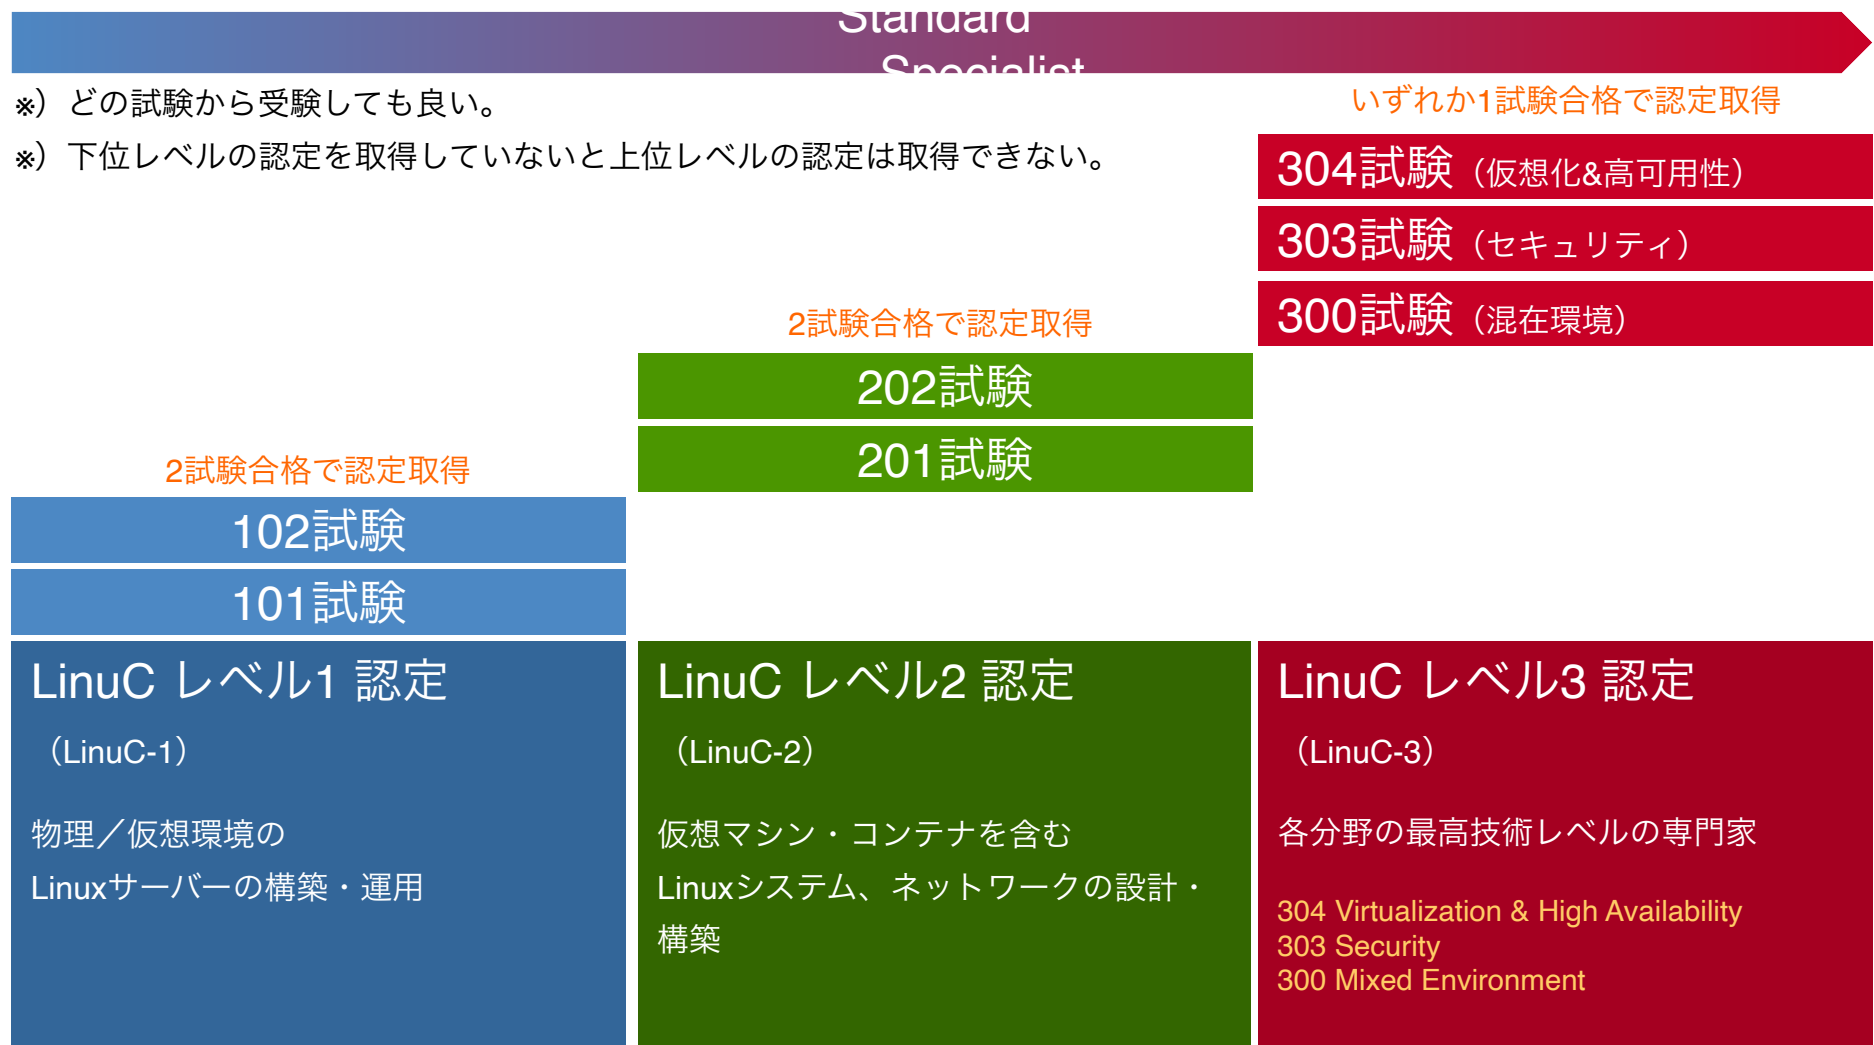 Standard
Specialist
※）どの試験から受験しても良い。
※）下位レベルの認定を取得していないと上位レベルの認定は取得できない。
いずれか1試験合格で認定取得
304試験（仮想化&高可用性）
303試験（セキュリティ）
300試験（混在環境）
2試験合格で認定取得
202試験
201試験
2試験合格で認定取得
102試験
101試験
LinuC レベル1 認定
（LinuC-1）
物理／仮想環境の
Linuxサーバーの構築・運用
LinuC レベル2 認定
（LinuC-2）
仮想マシン・コンテナを含む
Linuxシステム、ネットワークの設計・
構築
LinuC レベル3 認定
（LinuC-3）
各分野の最高技術レベルの専門家
304 Virtualization & High Availability
303 Security
300 Mixed Environment